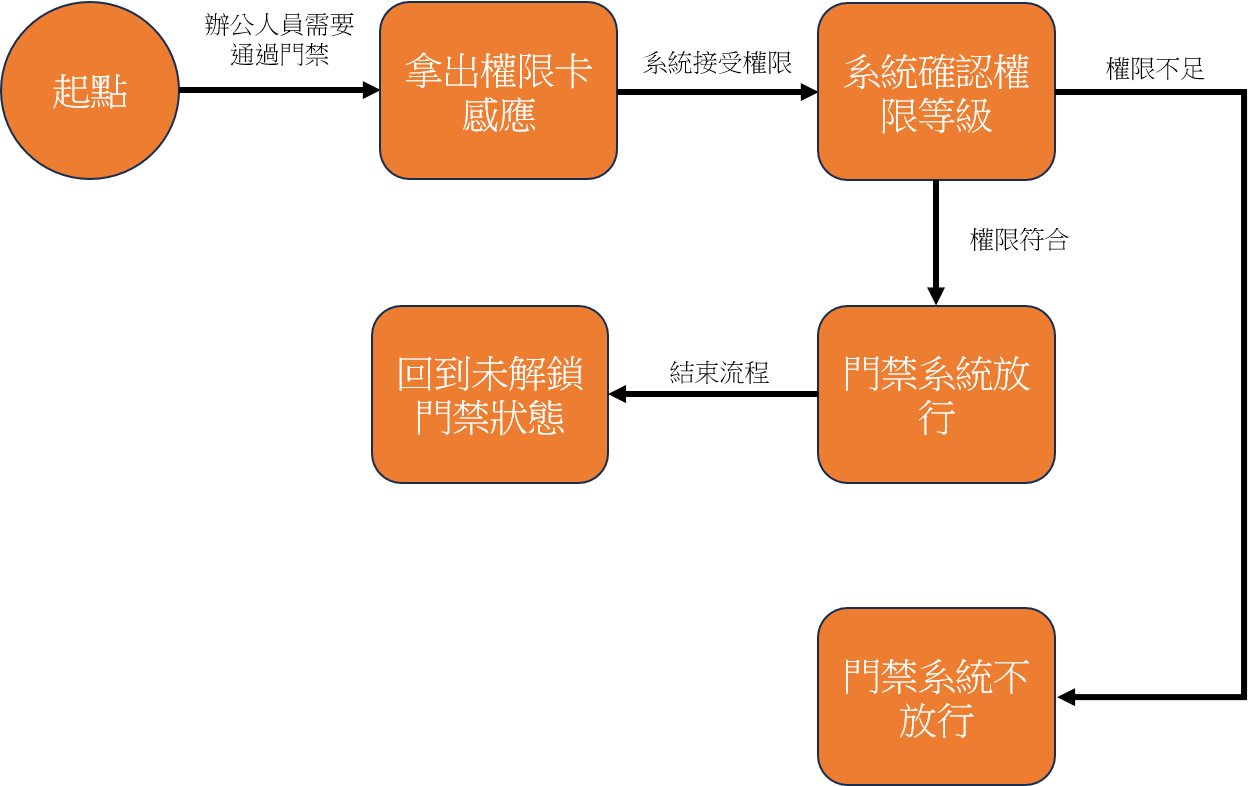 起點
辦公人員需要
通過門禁
拿出權限卡
感應
系統接受權限
系統確認權
限等級
權限不足
權限符合
回到未解鎖
門禁狀態
結束流程
門禁系統放
行
門禁系統不
放行